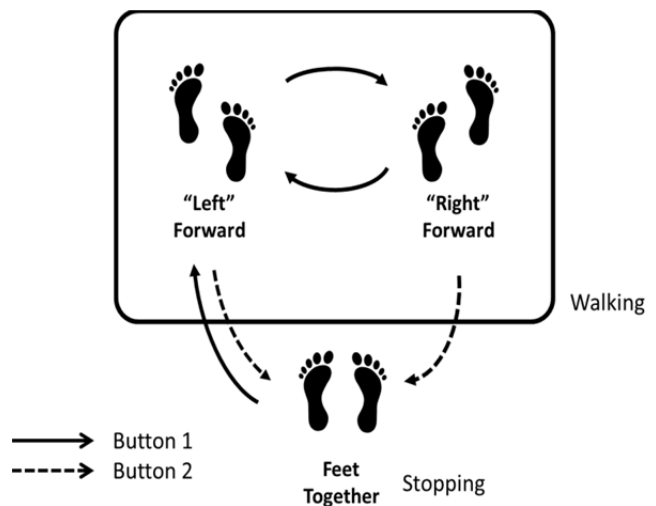 “Left”
Forward
“Right”
Forward
Walking
Button 1
Button 2
Feet
Together
Stopping